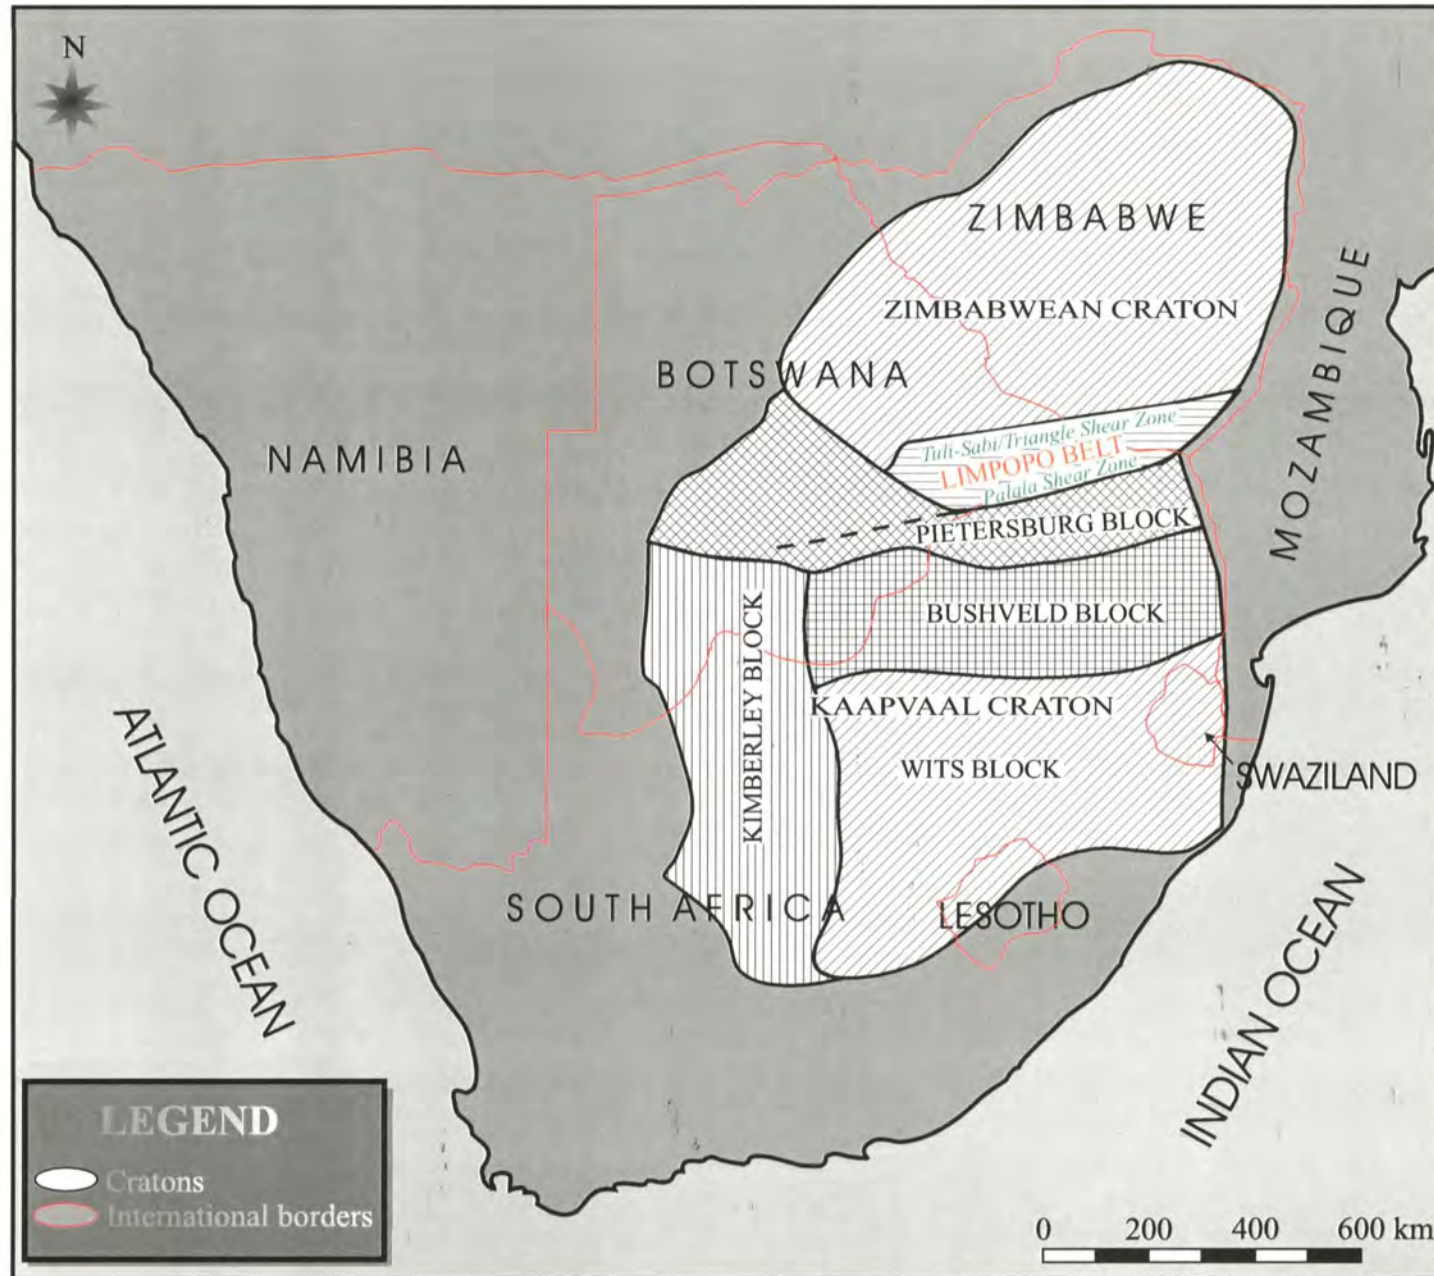 N
ZIMBABWE
ZIMBABWEAN CRATON
MOZAMBIQUE
BOTSWANA
NAMIBIA
Tuli-Sabi/Triangle Shear Zone
LIMPOPO BELT
Palala Shear Zone
PIETERSBURG BLOCK
BUSHVELD BLOCK
KIMBERLEY BLOCK
KAAPVAAL CRATON
WITS BLOCK
SWAZILAND
ATLANTIC OCEAN
SOUTH AFRICA
LESOTHO
INDIAN OCEAN
LEGEND
Cratons
International borders
0 200 400 600 km